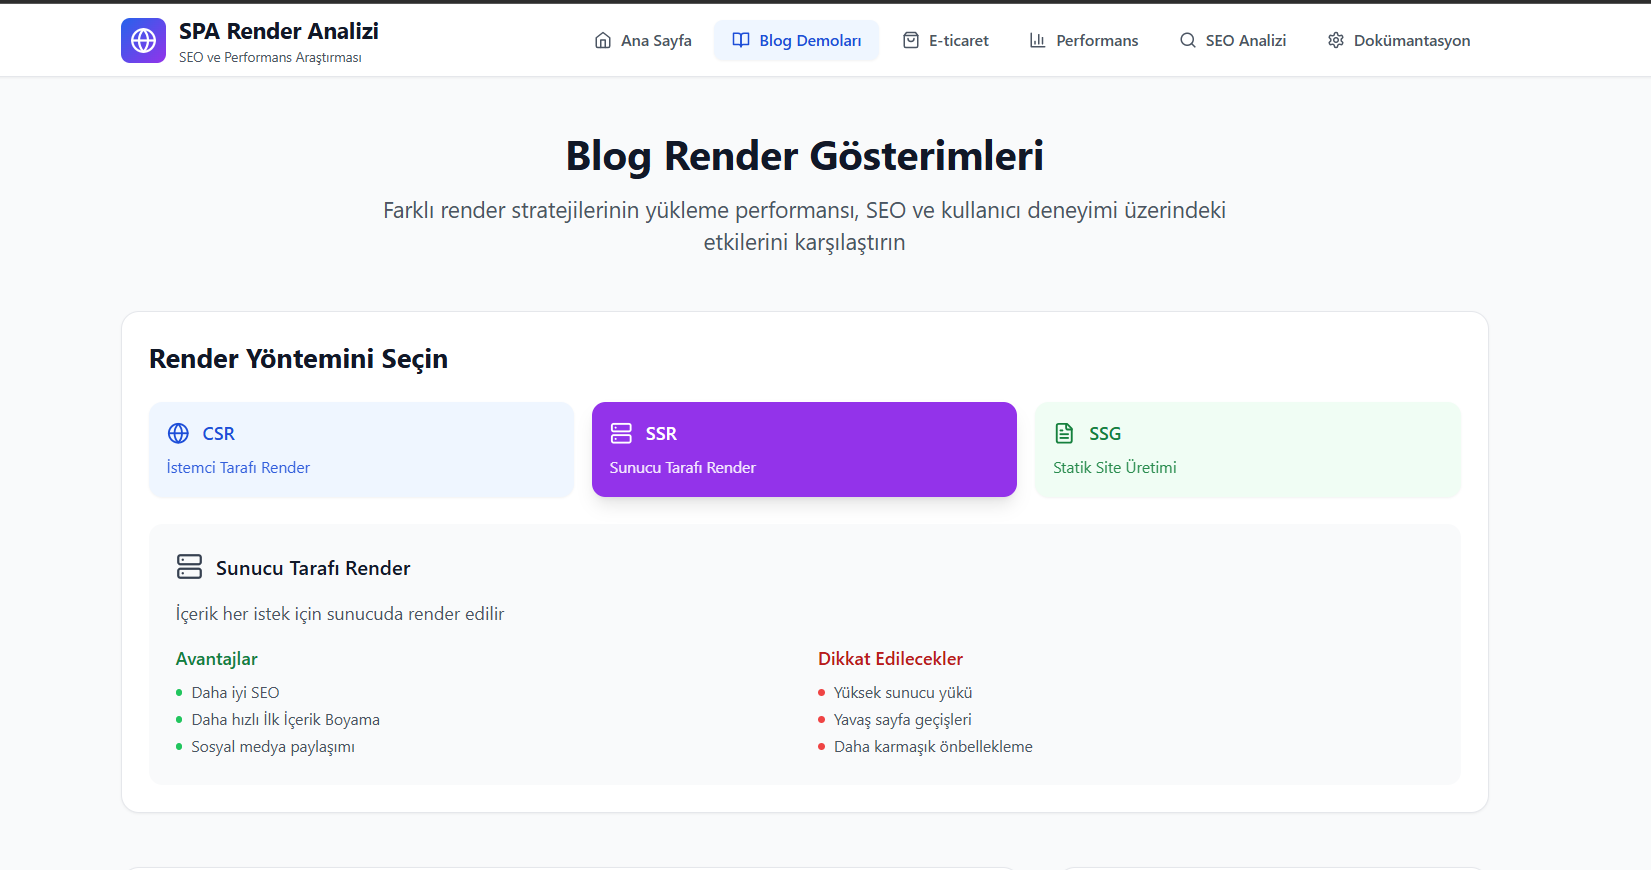 SPA Render Analizi
SEO ve Performans Araştırması
Ana Sayfa
Blog Demoları
E-ticaret
Performans
SEO Analizi
Dokümantasyon
Blog Render Gösterimleri
Farklı render stratejilerinin yükleme performansı, SEO ve kullanıcı deneyimi üzerindeki
etkilerini karşılaştırın
Render Yöntemini Seçin
CSR
İstemci Tarafı Render
SSR
Sunucu Tarafı Render
SSG
Statik Site Üretimi
Sunucu Tarafı Render
İçerik her istek için sunucuda render edilir
Avantajlar
Daha iyi SEO
Daha hızlı İlk İçerik Boyama
Sosyal medya paylaşımı
Dikkat Edilecekler
Yüksek sunucu yükü
Yavaş sayfa geçişleri
Daha karmaşık önbellekleme